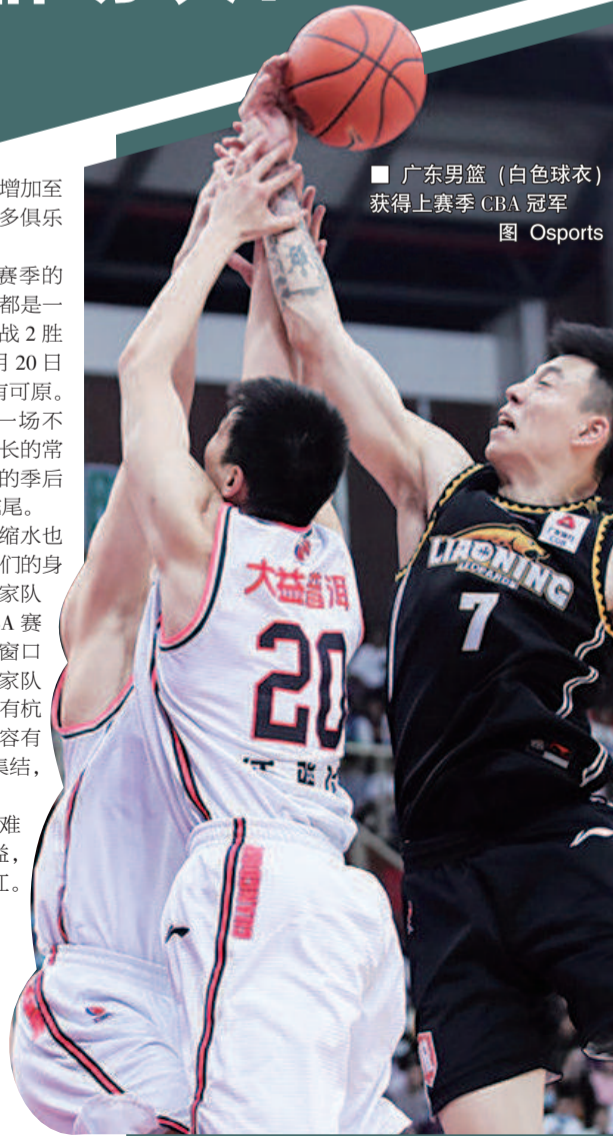 增加至
多俱乐
赛季的
都是一
战 2 胜
月 20 日
有可原。
一场不
长的常
的季后
尾。
缩水也
们的身
家队
A 赛
窗口
家队
有杭
容有
集结，
难
益，
江。
■ 广东男篮（白色球衣）
获得上赛季 CBA 冠军
图 Osports
大益普洱
20
LIAONING
LEOPARDS
7